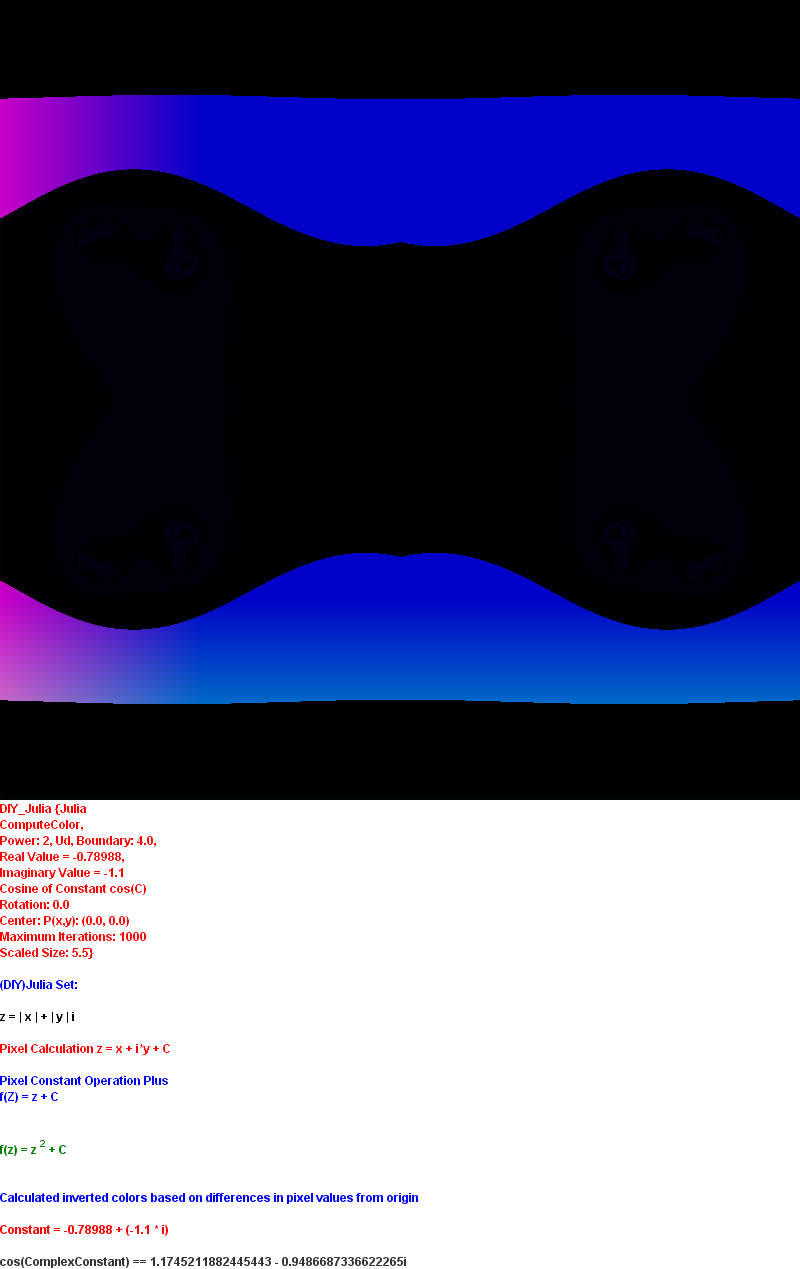 DIY_Julia {Julia
ComputeColor,
Power: 2, Ud, Boundary: 4.0,
Real Value = -0.78988,
Imaginary Value = -1.1
Cosine of Constant cos(C)
Rotation: 0.0
Center: P(x,y): (0.0, 0.0)
Maximum Iterations: 1000
Scaled Size: 5.5}
(DIY)Julia Set:
z = | x | + | y | i
Pixel Calculation z = x + i*y + C
Pixel Constant Operation Plus
f(Z) = z + C
f(z) = z 2 + C
Calculated inverted colors based on differences in pixel values from origin
Constant = -0.78988 + (-1.1 * i)
cos(ComplexConstant) == 1.1745211882445443 - 0.9486687336622265i